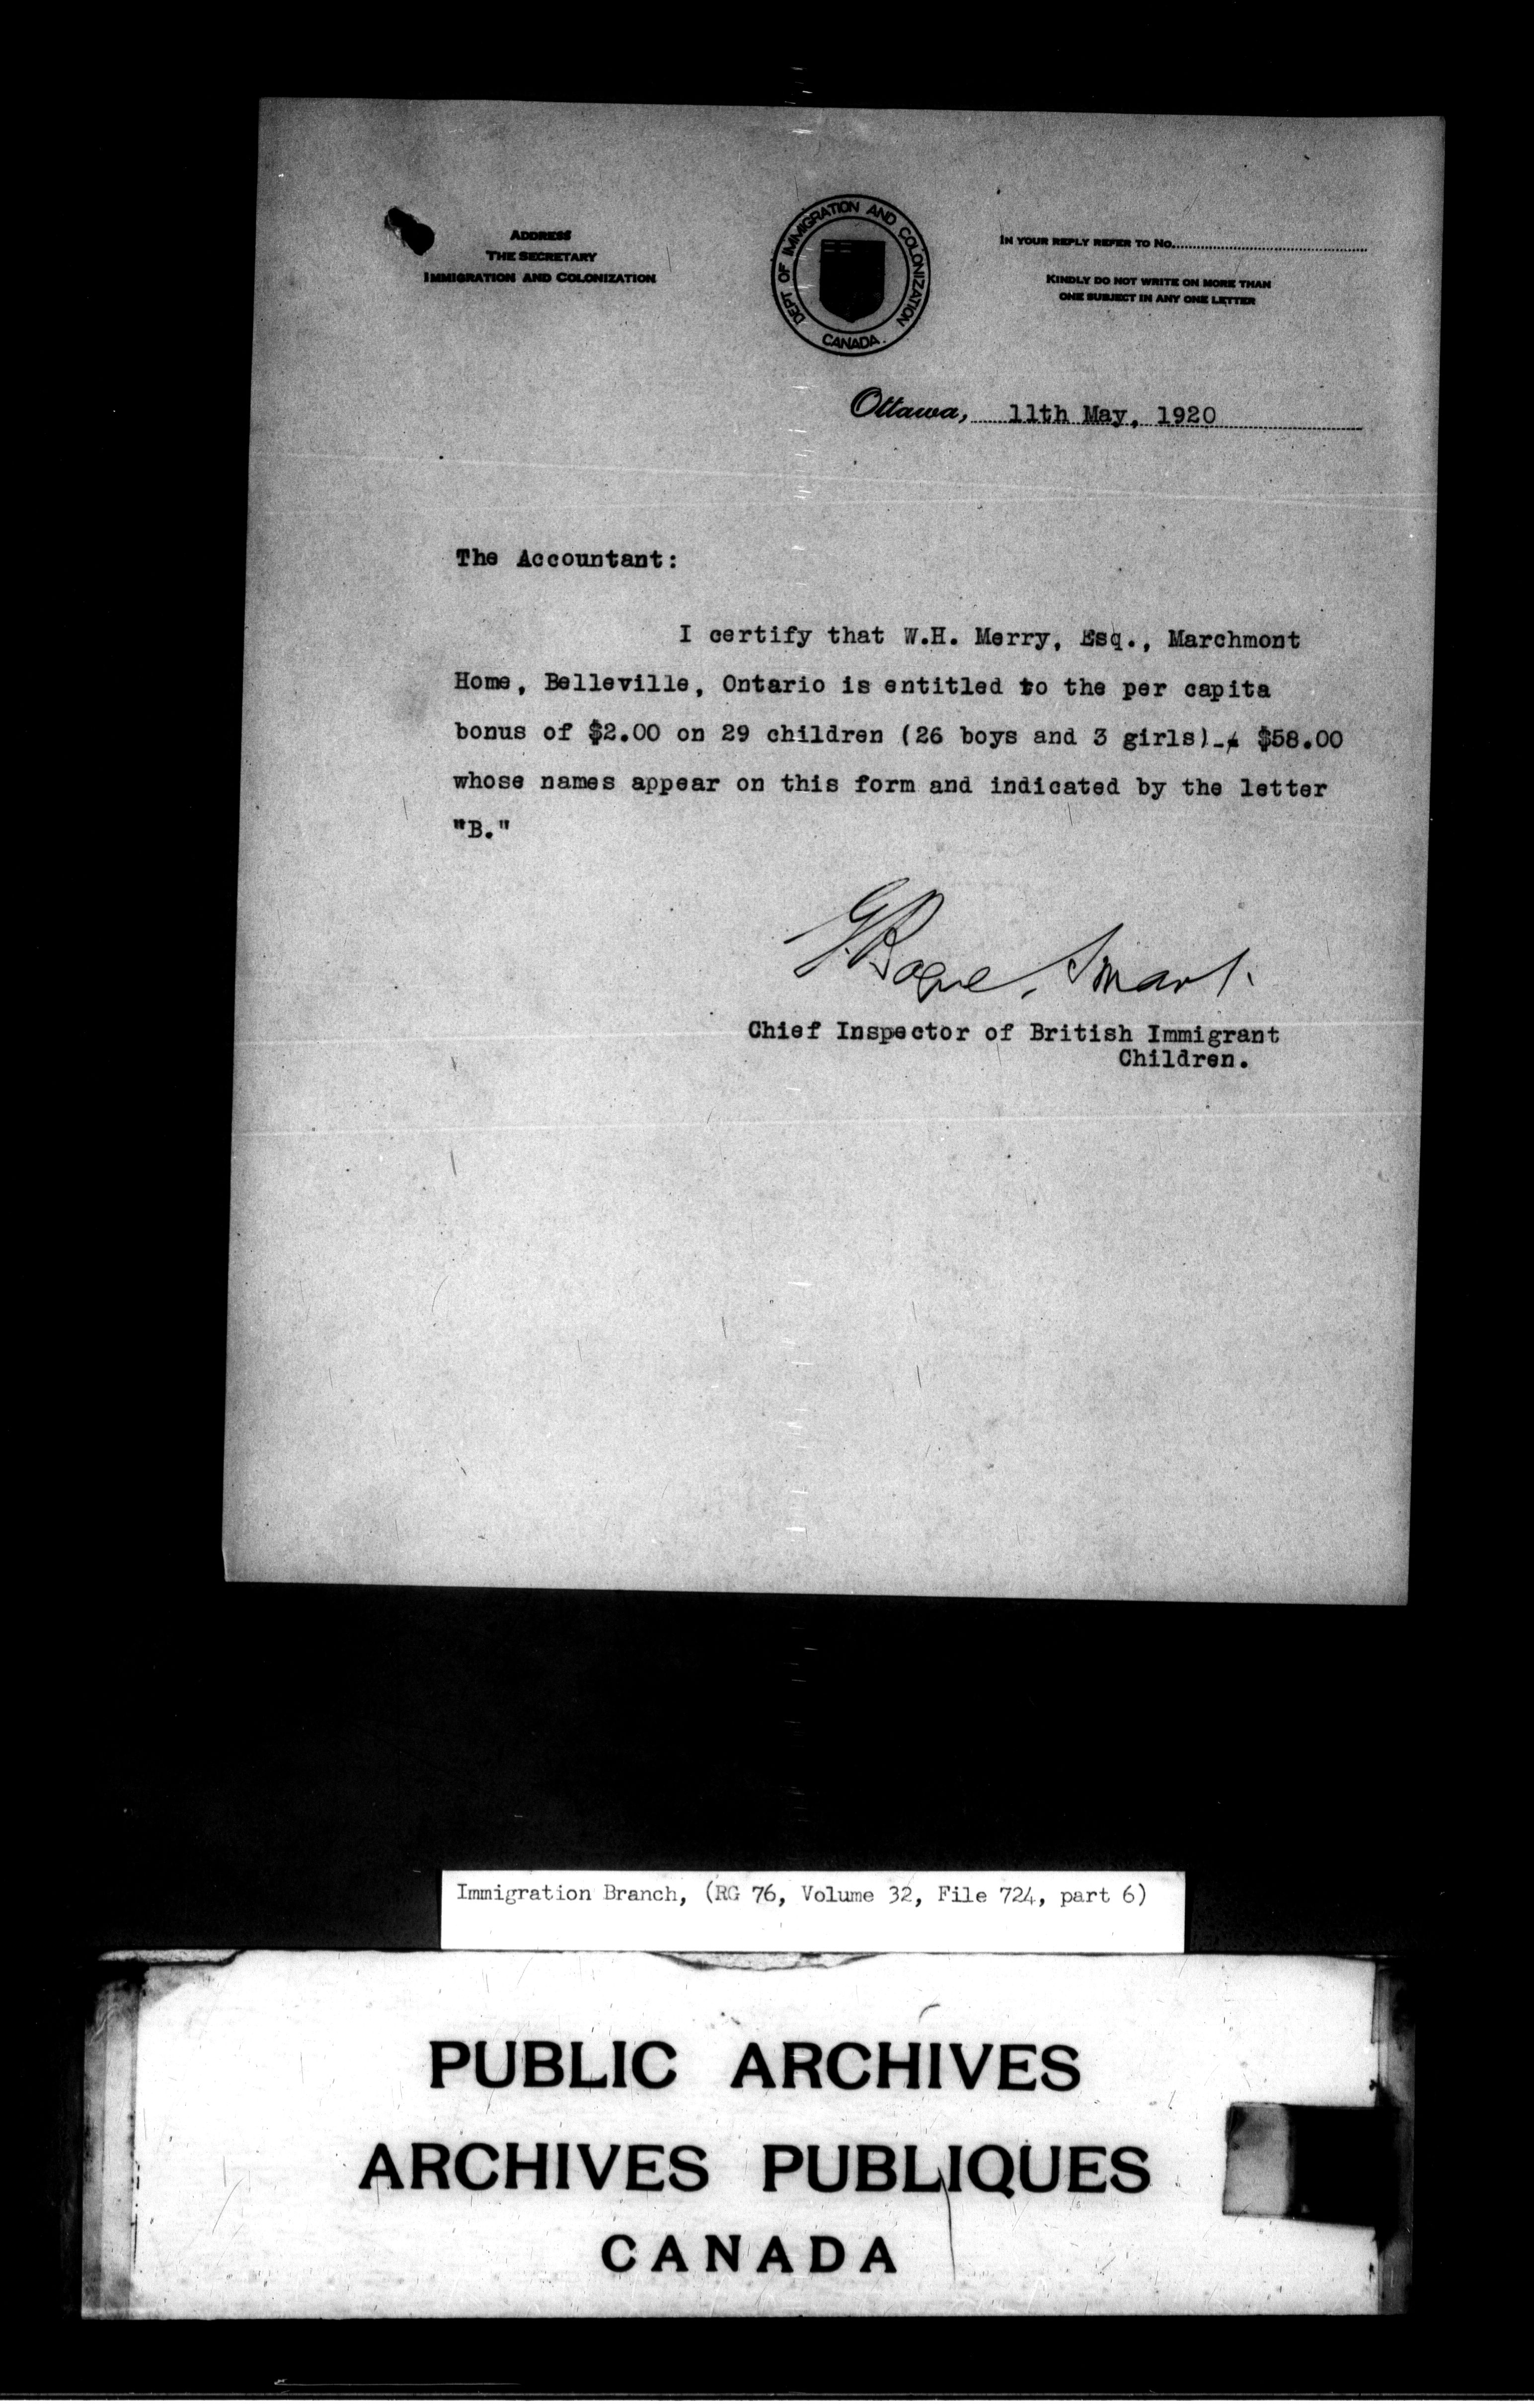 ADDRESS
THE SECRETARY
IMMIGRATION AND COLONIZATION
DEPT OF IMMIGRATION AND COLONIZATION
CANADA.
IN YOUR REPLY REFER TO No.
KINDLY DO NOT WRITE ON MORE THAN
ONE SUBJECT IN ANY ONE LETTER
Ottawa, 11th May, 1920
The Accountant:
I certify that W.H. Merry, Esq., Marchmont
Home, Belleville, Ontario is entitled to the per capita
bonus of $2.00 on 29 children (26 boys and 3 girls) - $58.00
whose names appear on this form and indicated by the letter
"B."
G. Bogue Smart.
Chief Inspector of British Immigrant
Children.
Immigration Branch, (RG 76, Volume 32, File 724, part 6)
PUBLIC ARCHIVES
ARCHIVES PUBLIQUES
CANADA